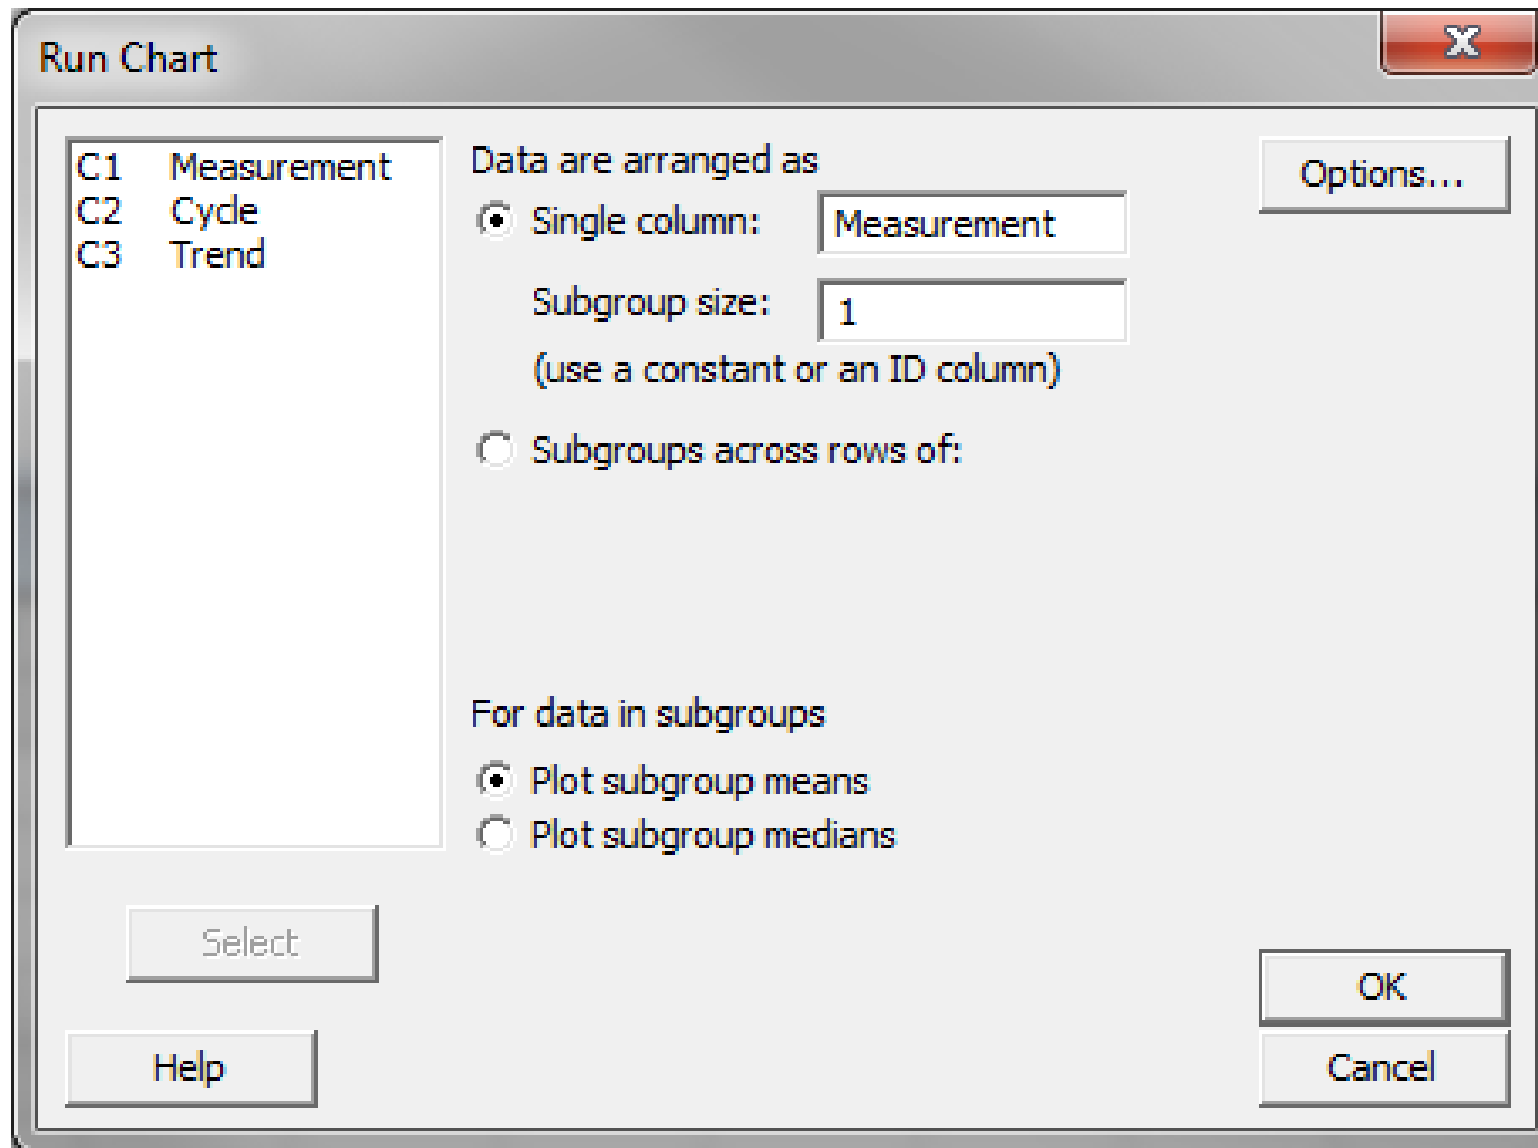 Run Chart
C1 Measurement
C2 Cycle
C3 Trend
Data are arranged as
Single column: Measurement
Subgroup size: 1
(use a constant or an ID column)
Subgroups across rows of:
For data in subgroups
Plot subgroup means
Plot subgroup medians
Options...
Select
Help
OK
Cancel